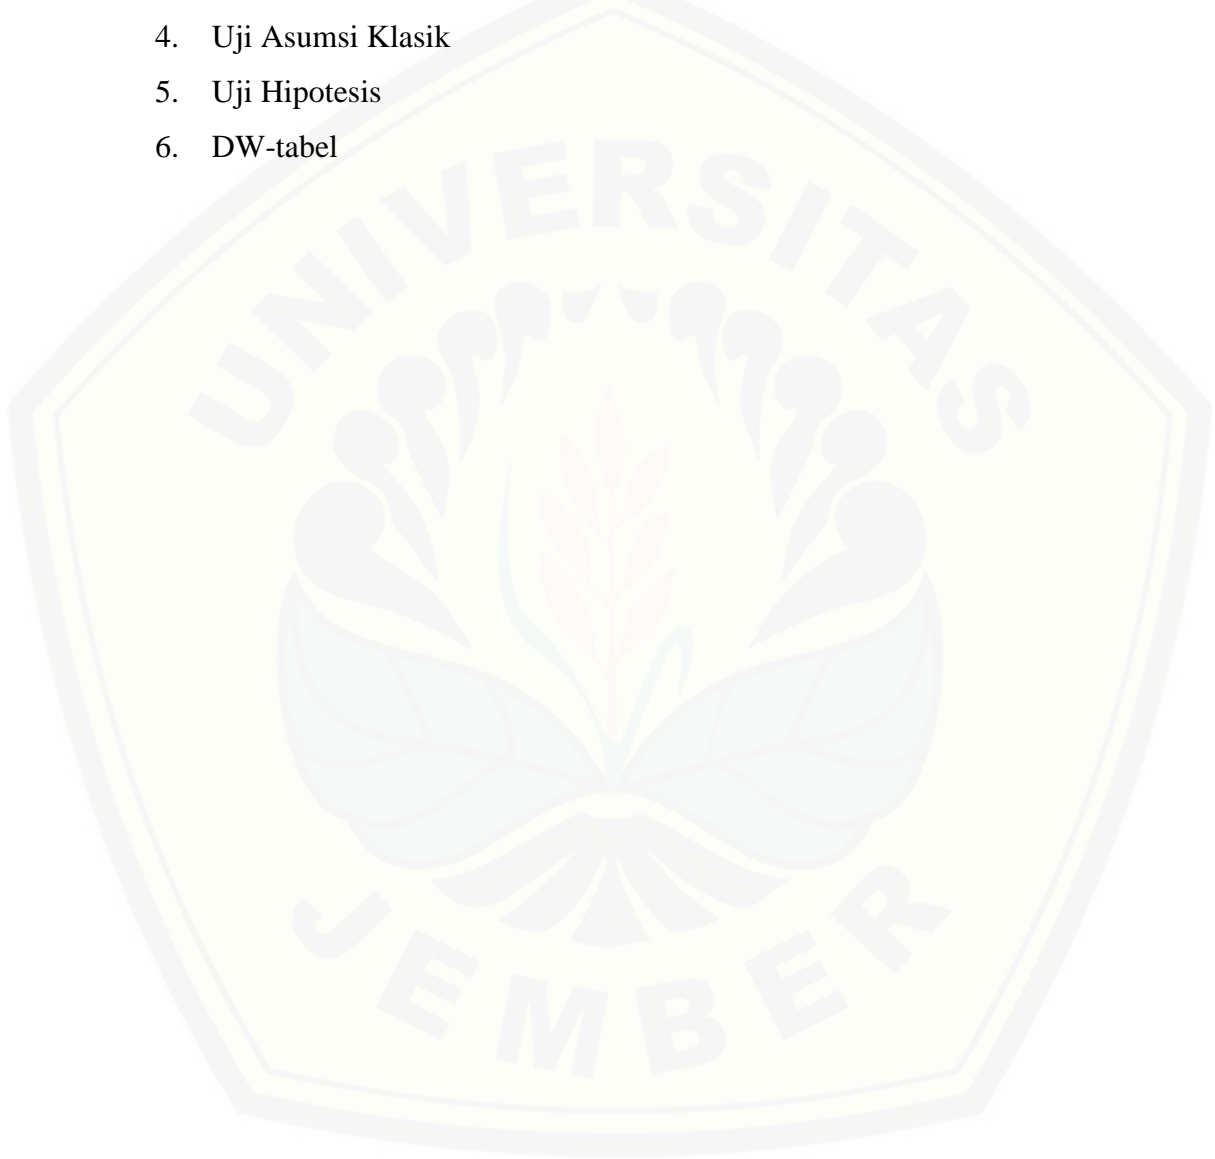 4. Uji Asumsi Klasik
5. Uji Hipotesis
6. DW-tabel
UNIVERSITAS
JEMBER